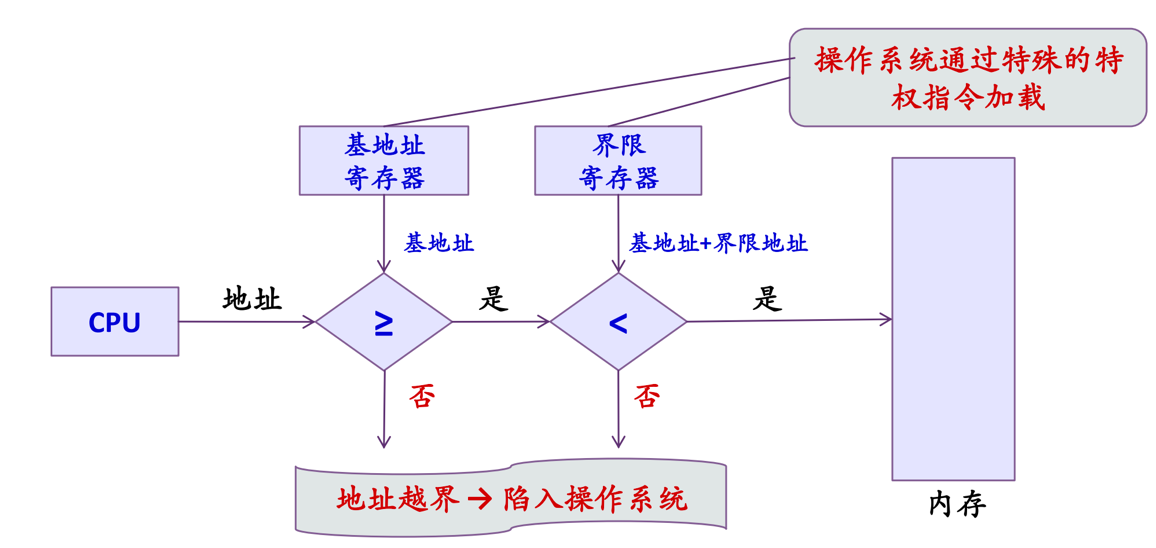 操作系统通过特殊的特
权指令加载
基地址
寄存器
界限
寄存器
基地址
基地址+界限地址
CPU
地址
≥
是
<
是
否
否
地址越界→陷入操作系统
内存